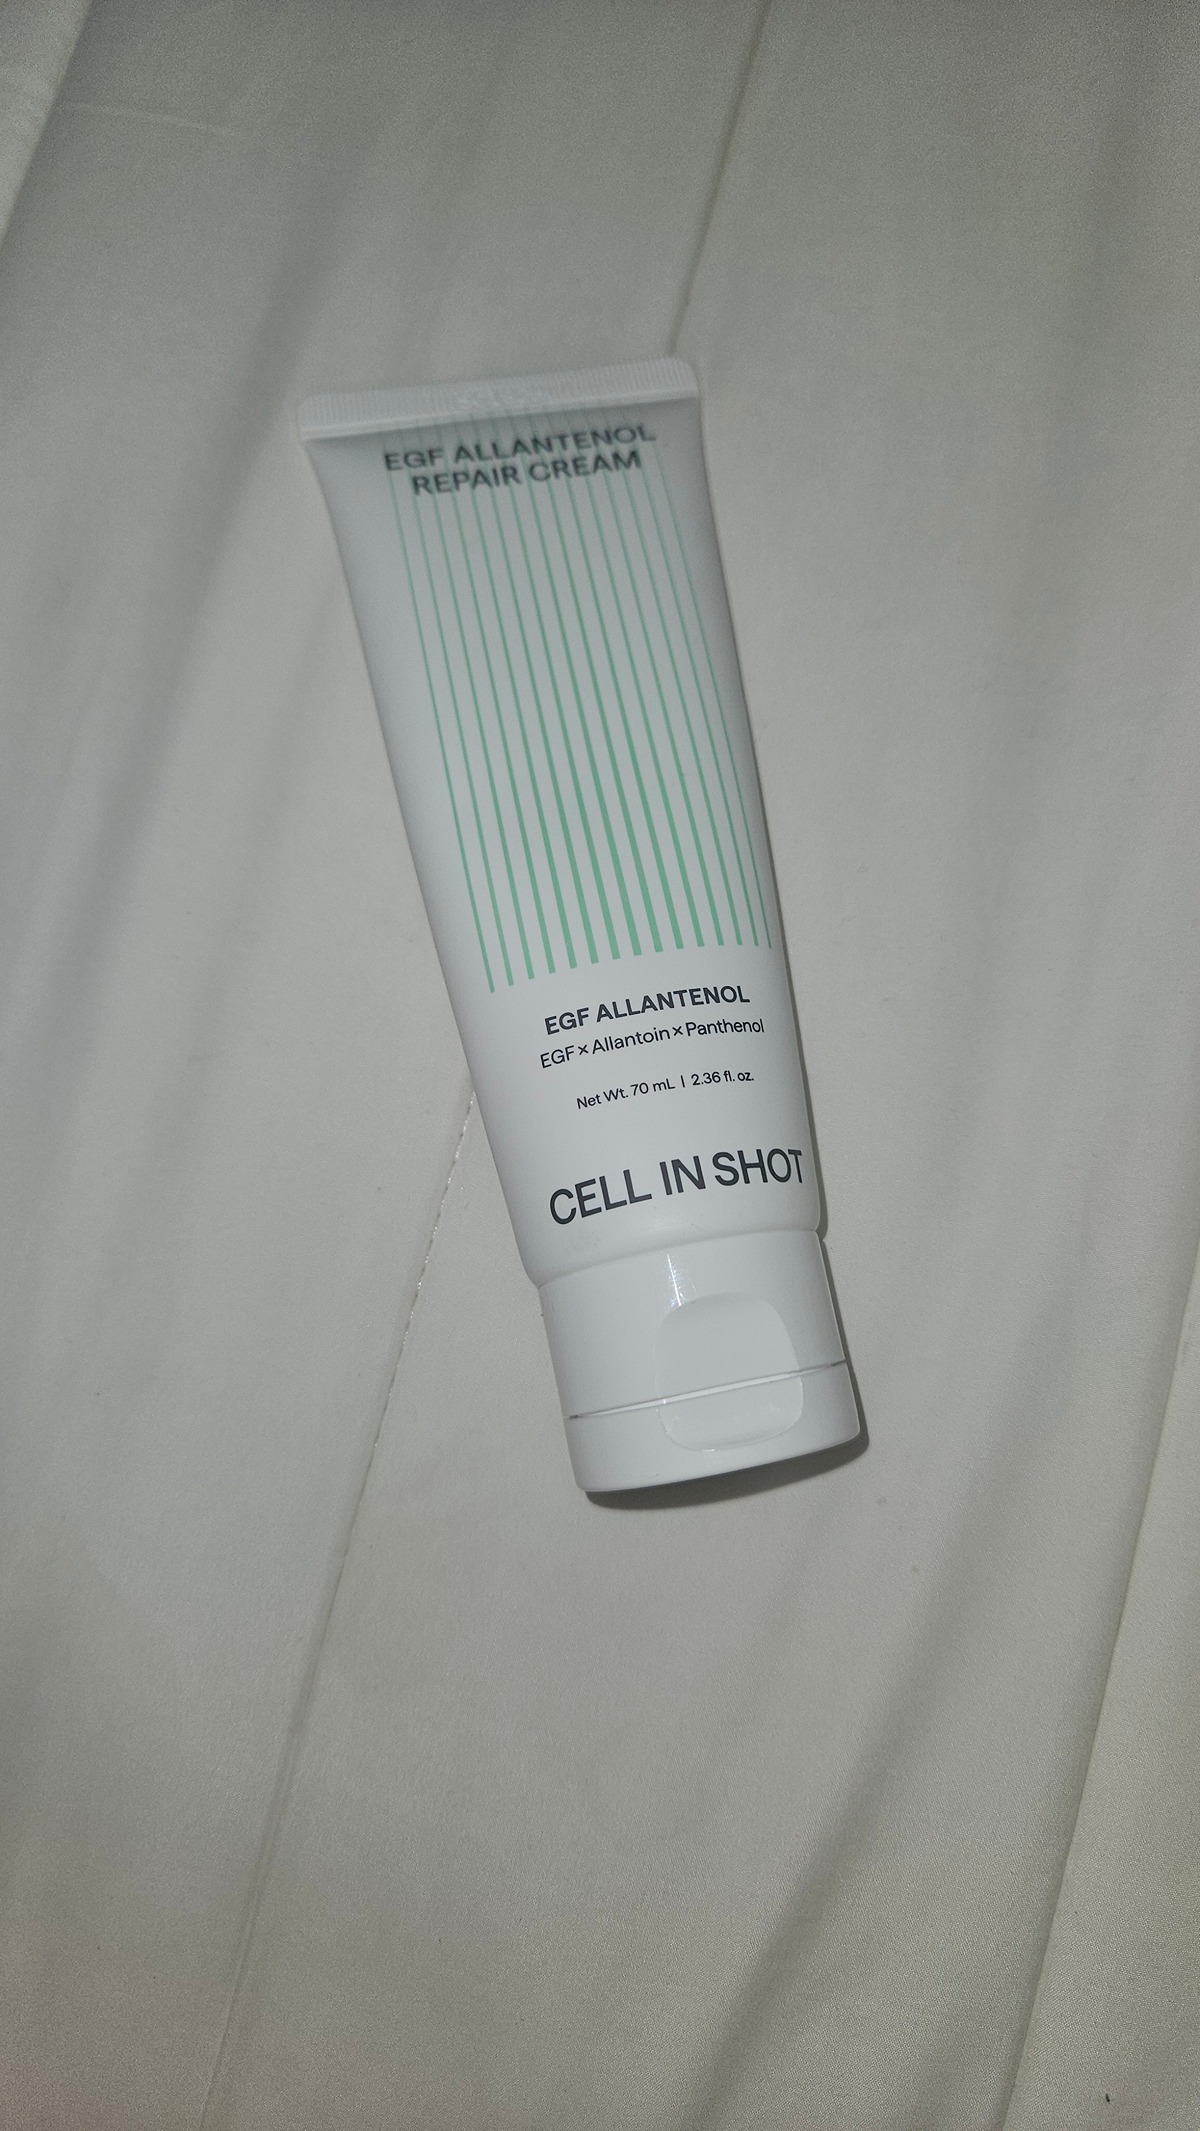 EGF ALLANTENOL
REPAIR CREAM
EGF ALLANTENOL
EGF×Allantoin×Panthenol
Net Wt. 70 mL | 2.36 fl. oz.
CELL IN SHOT